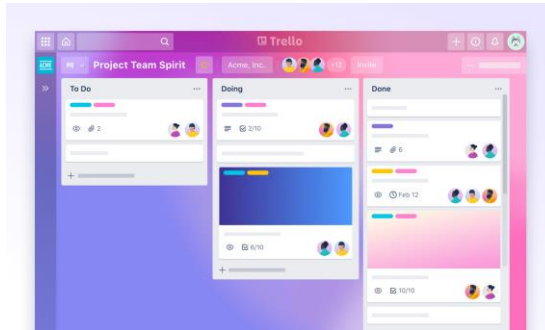 Trello
ACME
Project Team Spirit
Acme, Inc.
+12
Invite
To Do
...
Doing
...
Done
...
2
2/10
6
Feb 12
6/10
10/10